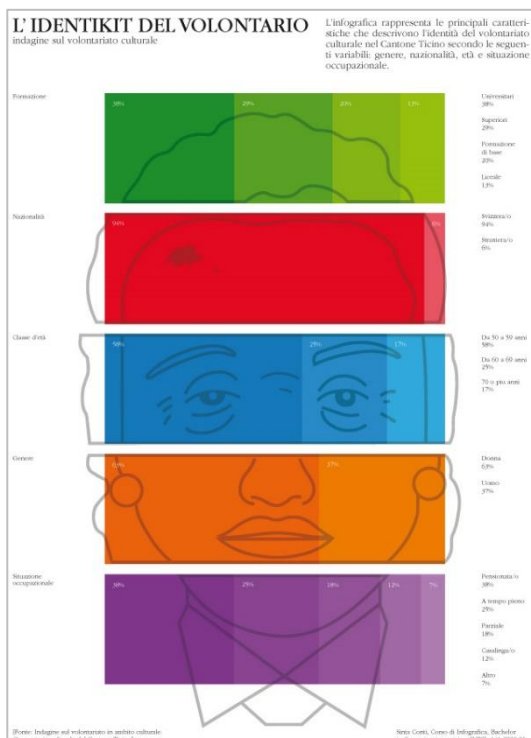 L'IDENTIKIT DEL VOLONTARIO
indagine sul volontariato culturale
L'infografica rappresenta le principali caratteri-
stiche che descrivono l'identità del volontariato
culturale nel Cantone Ticino secondo le seguen-
ti variabili: genere, nazionalità, età e situazione
occupazionale.
Formazione
38%
29%
20%
13%
Universitari
38%
Superiori
29%
Formazione
di base
20%
Liceale
13%
Nazionalità
94%
6%
Svizzera/o
94%
Straniera/o
6%
Classe d'età
58%
25%
17%
Da 50 a 59 anni
58%
Da 60 a 69 anni
25%
70 o più anni
17%
Genere
63%
37%
Donna
63%
Uomo
37%
Situazione
occupazionale
38%
25%
18%
12%
7%
Pensionata/o
38%
A tempo pieno
25%
Parziale
18%
Casalinga/o
12%
Altro
7%
Fonte: Indagine sul volontariato in ambito culturale.
Corso di Infografica, Bachelor